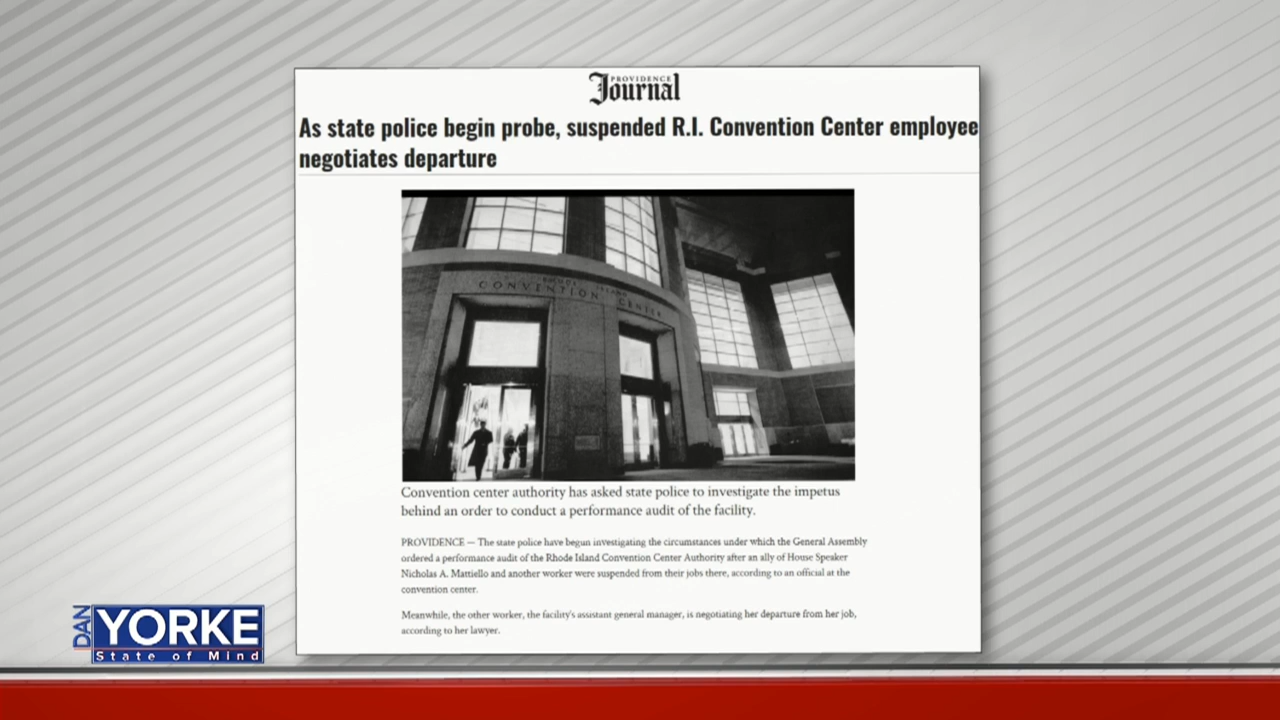 PROVIDENCE
Journal
As state police begin probe, suspended R.I. Convention Center employee
negotiates departure
RHODE ISLAND
CONVENTION CENTER
Convention center authority has asked state police to investigate the impetus
behind an order to conduct a performance audit of the facility.
PROVIDENCE — The state police have begun investigating the circumstances under which the General Assembly
ordered a performance audit of the Rhode Island Convention Center Authority after an ally of House Speaker
Nicholas A. Mattiello and another worker were suspended from their jobs there, according to an official at the
convention center.
Meanwhile, the other worker, the facility's assistant general manager, is negotiating her departure from her job,
according to her lawyer.
DAN
YORKE
State of Mind